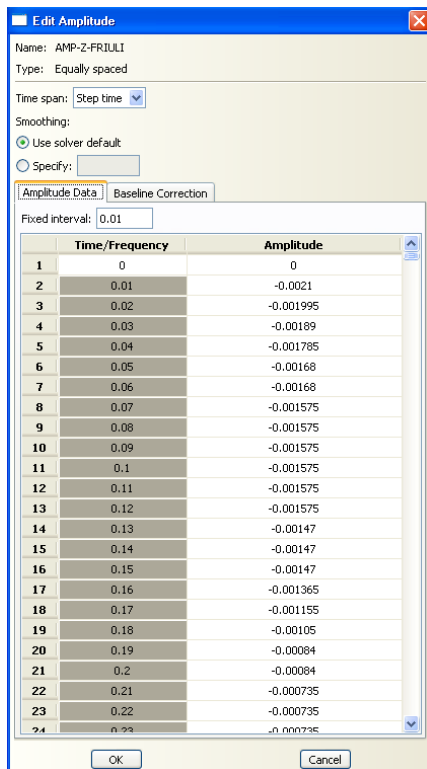 Edit Amplitude
Name: AMP-Z-FRIULI
Type: Equally spaced
Time span: Step time
Smoothing:
Use solver default
Specify:
Amplitude Data Baseline Correction
Fixed interval: 0.01
Time/Frequency Amplitude
1 0 0
2 0.01 -0.0021
3 0.02 -0.001995
4 0.03 -0.00189
5 0.04 -0.001785
6 0.05 -0.00168
7 0.06 -0.00168
8 0.07 -0.001575
9 0.08 -0.001575
10 0.09 -0.001575
11 0.1 -0.001575
12 0.11 -0.001575
13 0.12 -0.001575
14 0.13 -0.00147
15 0.14 -0.00147
16 0.15 -0.00147
17 0.16 -0.001365
18 0.17 -0.001155
19 0.18 -0.00105
20 0.19 -0.00084
21 0.2 -0.00084
22 0.21 -0.000735
23 0.22 -0.000735
24 0.23 -0.000735
OK Cancel